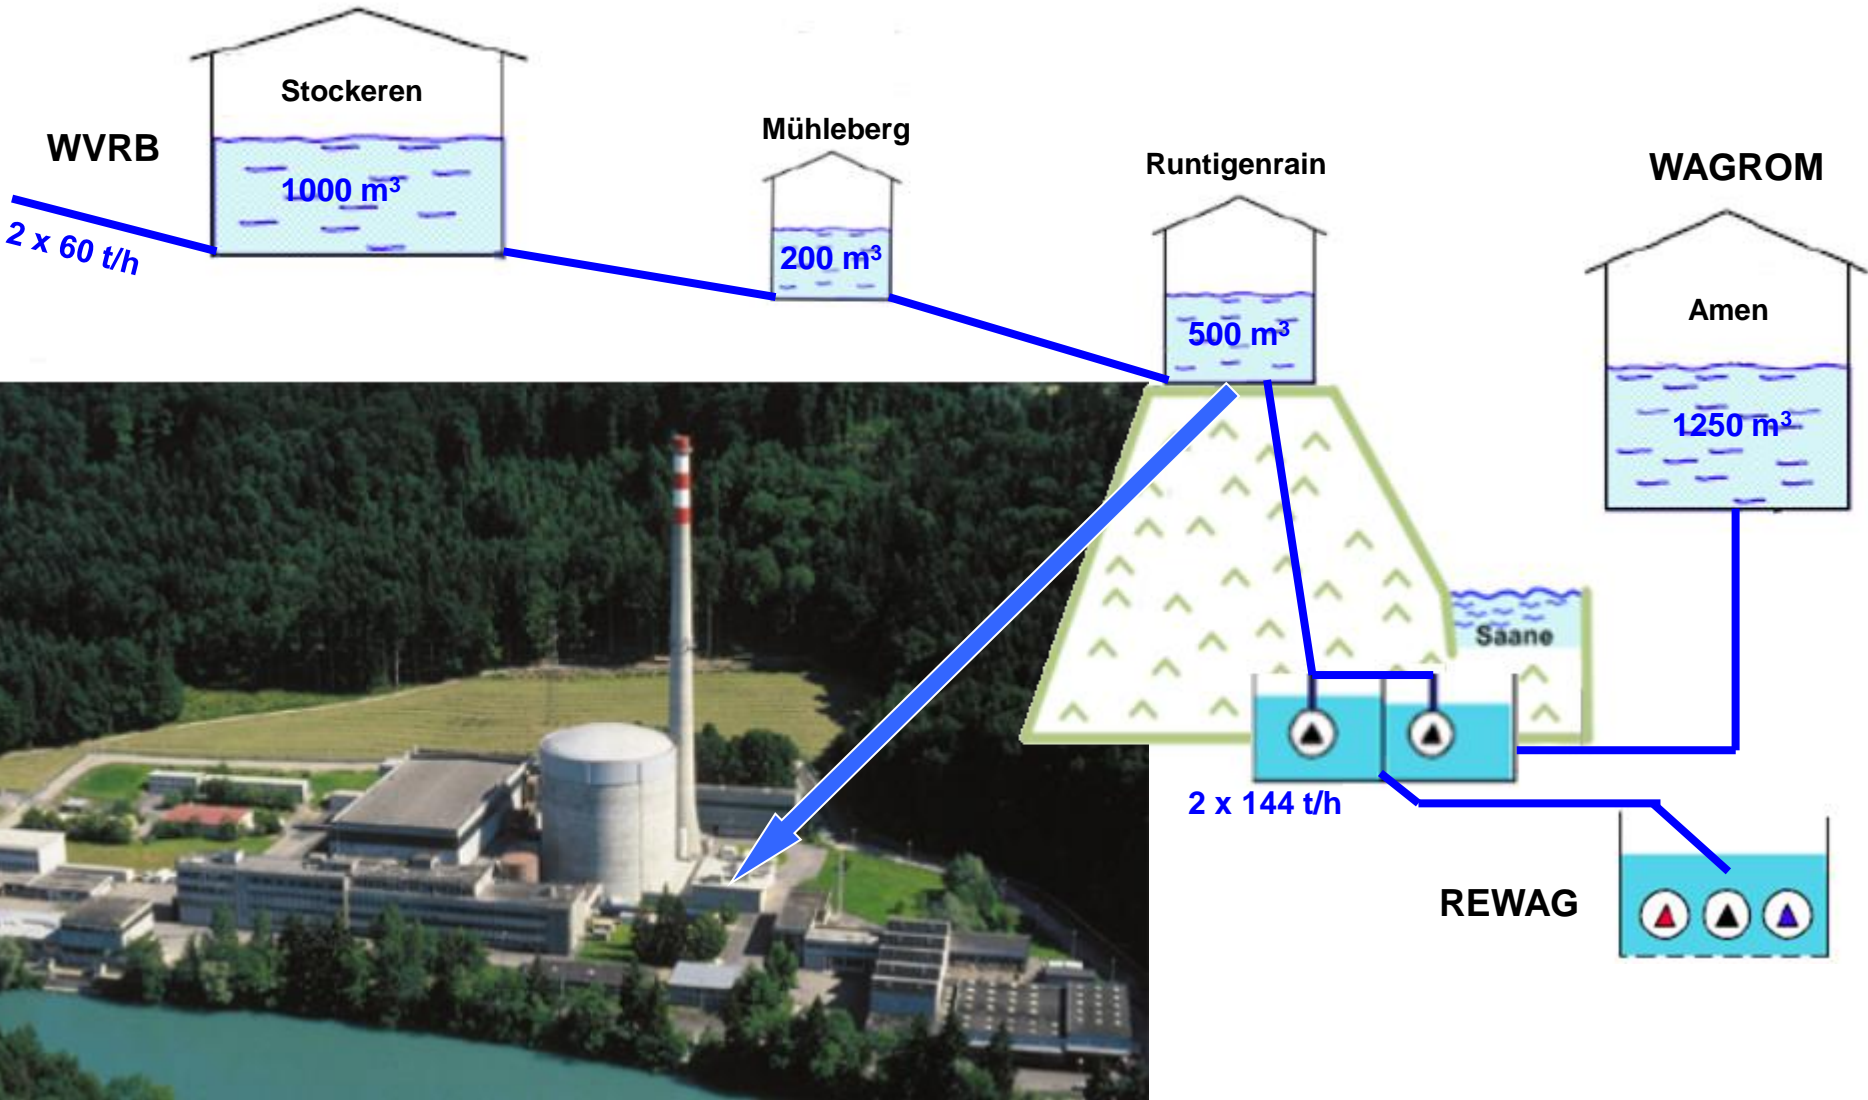 Stockeren
WVRB
1000 m³
2 x 60 t/h
Mühleberg
200 m³
Runtigenrain
500 m³
WAGROM
Amen
1250 m³
Saane
2 x 144 t/h
REWAG